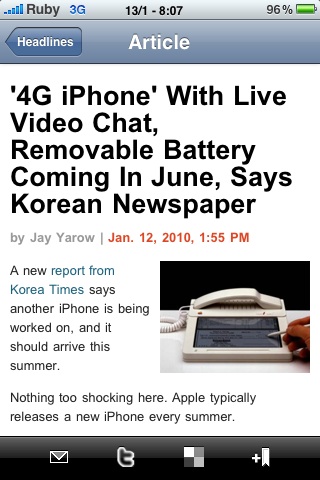 Ruby 3G 13/1 - 8:07 96%
Headlines
Article
'4G iPhone' With Live
Video Chat,
Removable Battery
Coming In June, Says
Korean Newspaper
by Jay Yarow | Jan. 12, 2010, 1:55 PM
A new report from
Korea Times says
another iPhone is being
worked on, and it
should arrive this
summer.
Nothing too shocking here. Apple typically
releases a new iPhone every summer.